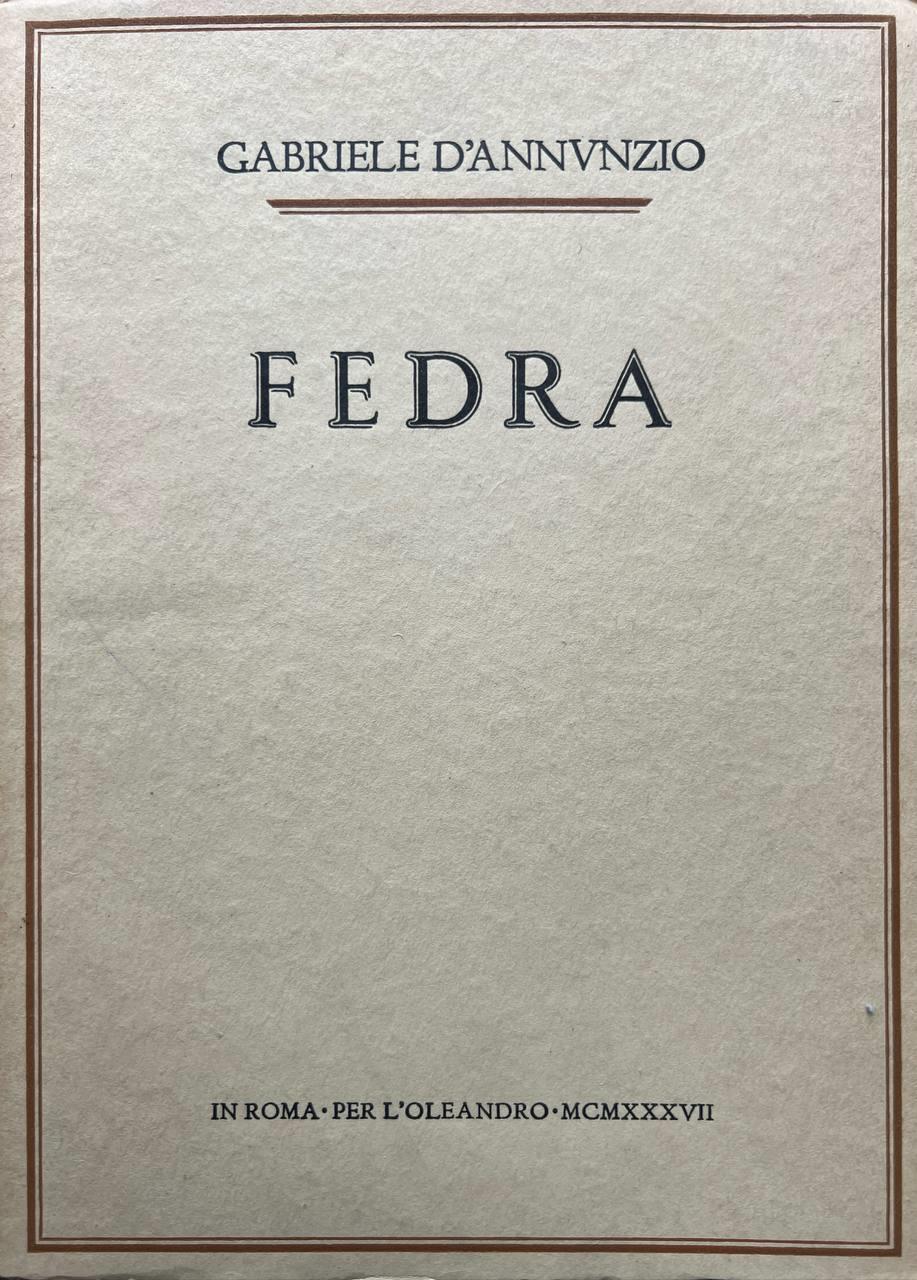 GABRIELE D'ANNVNZIO
FEDRA
IN ROMA·PER L'OLEANDRO·MCMXXXVII